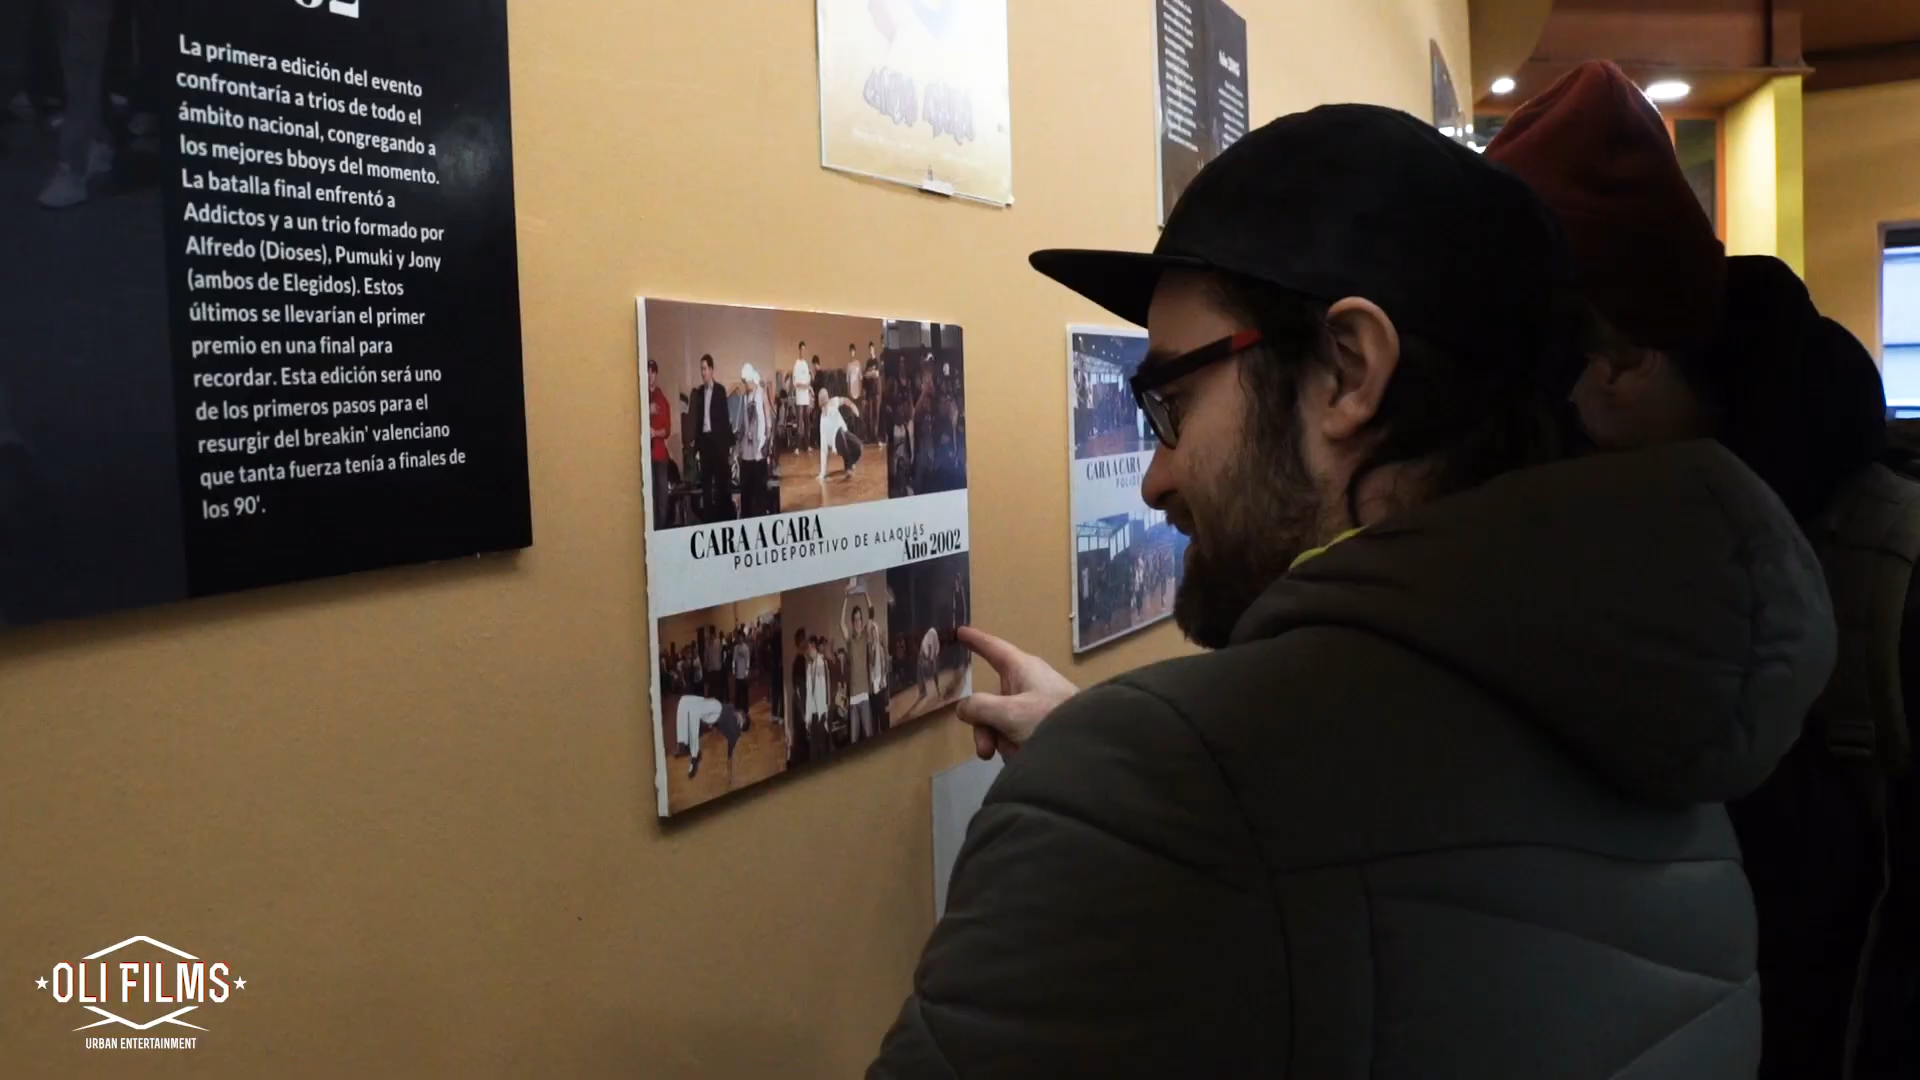 La primera edición del evento
confrontaría a trios de todo el
ámbito nacional, congregando a
los mejores bboys del momento.
La batalla final enfrentó a
Addictos y a un trio formado por
Alfredo (Dioses), Pumuki y Jony
(ambos de Elegidos). Estos
últimos se llevarían el primer
premio en una final para
recordar. Esta edición será uno
de los primeros pasos para el
resurgir del breakin' valenciano
que tanta fuerza tenía a finales de
los 90'.
CARA A CARA
POLIDEPORTIVO DE ALAQUÀS
Año 2002
CARA A CARA
OLI FILMS
URBAN ENTERTAINMENT